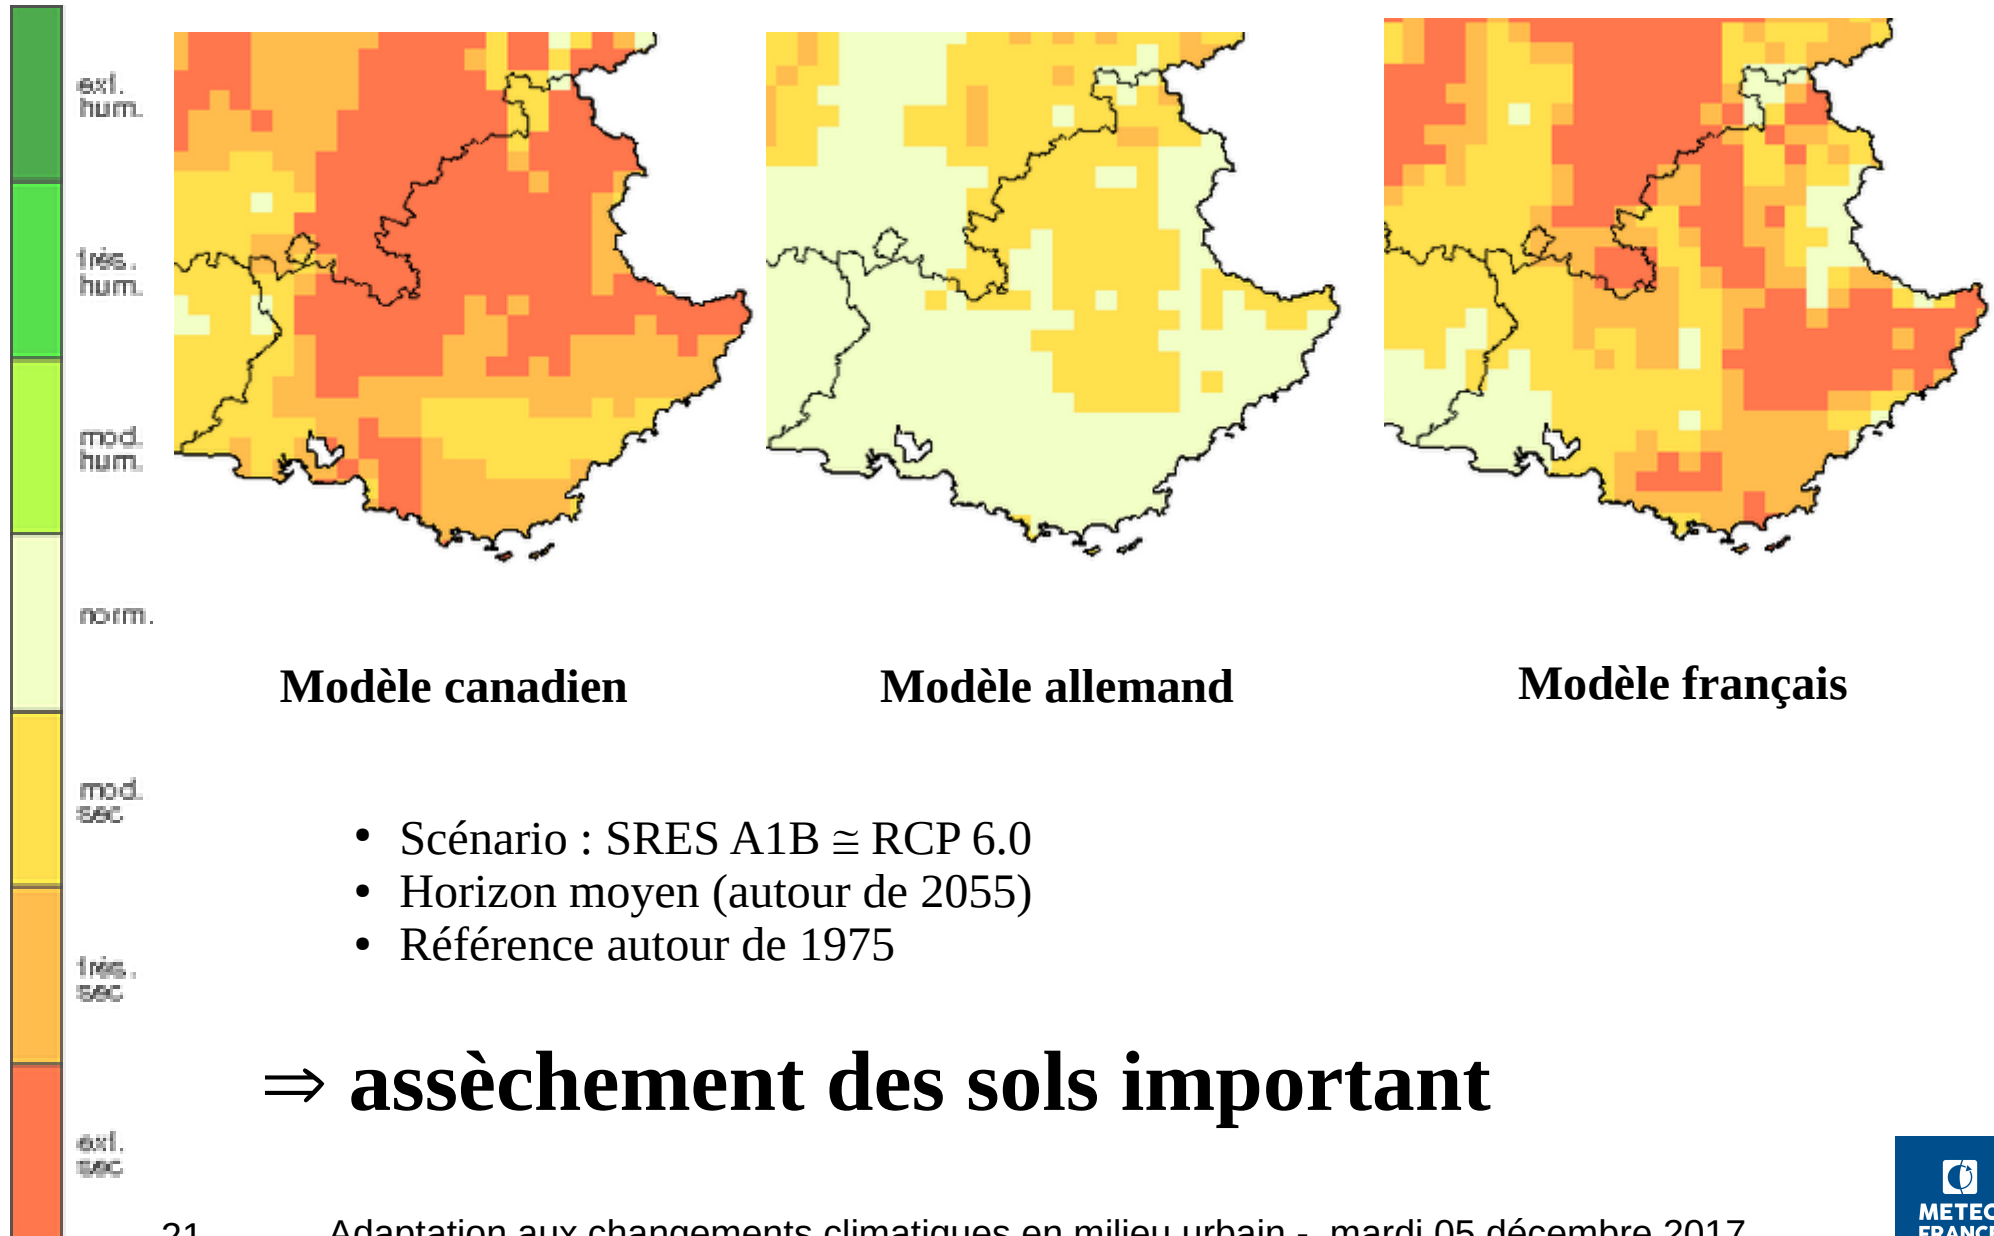 ext.
hum.
très.
hum.
mod.
hum.
norm.
mod.
sec
très.
sec
ext.
sec
Modèle canadien
Modèle allemand
Modèle français
• Scénario : SRES A1B ≅ RCP 6.0
• Horizon moyen (autour de 2055)
• Référence autour de 1975
⇒ assèchement des sols important
21
Adaptation aux changements climatiques en milieu urbain - mardi 05 décembre 2017
METEO
FRANCE